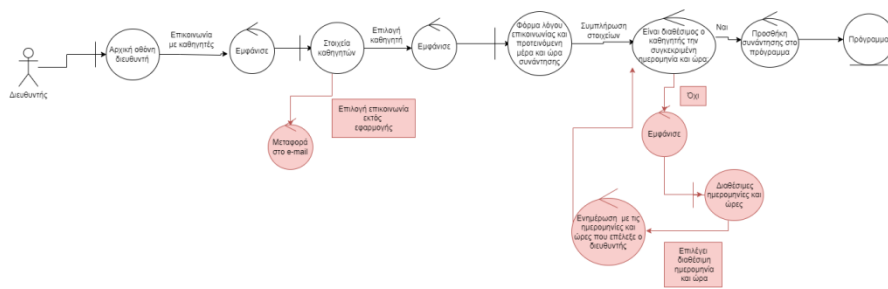 Διευθυντής
Αρχική οθόνη
διευθυντή
Επικοινωνία
με καθηγητές
Εμφάνισε
Στοιχεία
καθηγητών
Επιλογή
καθηγητή
Εμφάνισε
Φόρμα λόγου
επικοινωνίας και
προτεινόμενη
μέρα και ώρα
συνάντησης
Συμπλήρωση
στοιχείων
Είναι διαθέσιμος ο
καθηγητής την
συγκεκριμένη
ημερομηνία και ώρα;
Ναι
Προσθήκη
συνάντησης στο
πρόγραμμα
Πρόγραμμα
Επιλογή επικοινωνία
εκτός
εφαρμογής
Μεταφορά
στο e-mail
Όχι
Εμφάνισε
Διαθέσιμες
ημερομηνίες και
ώρες
Επιλέγει
διαθέσιμη
ημερομηνία
και ώρα
Ενημέρωση με τις
ημερομηνίες και
ώρες που επέλεξε ο
διευθυντής